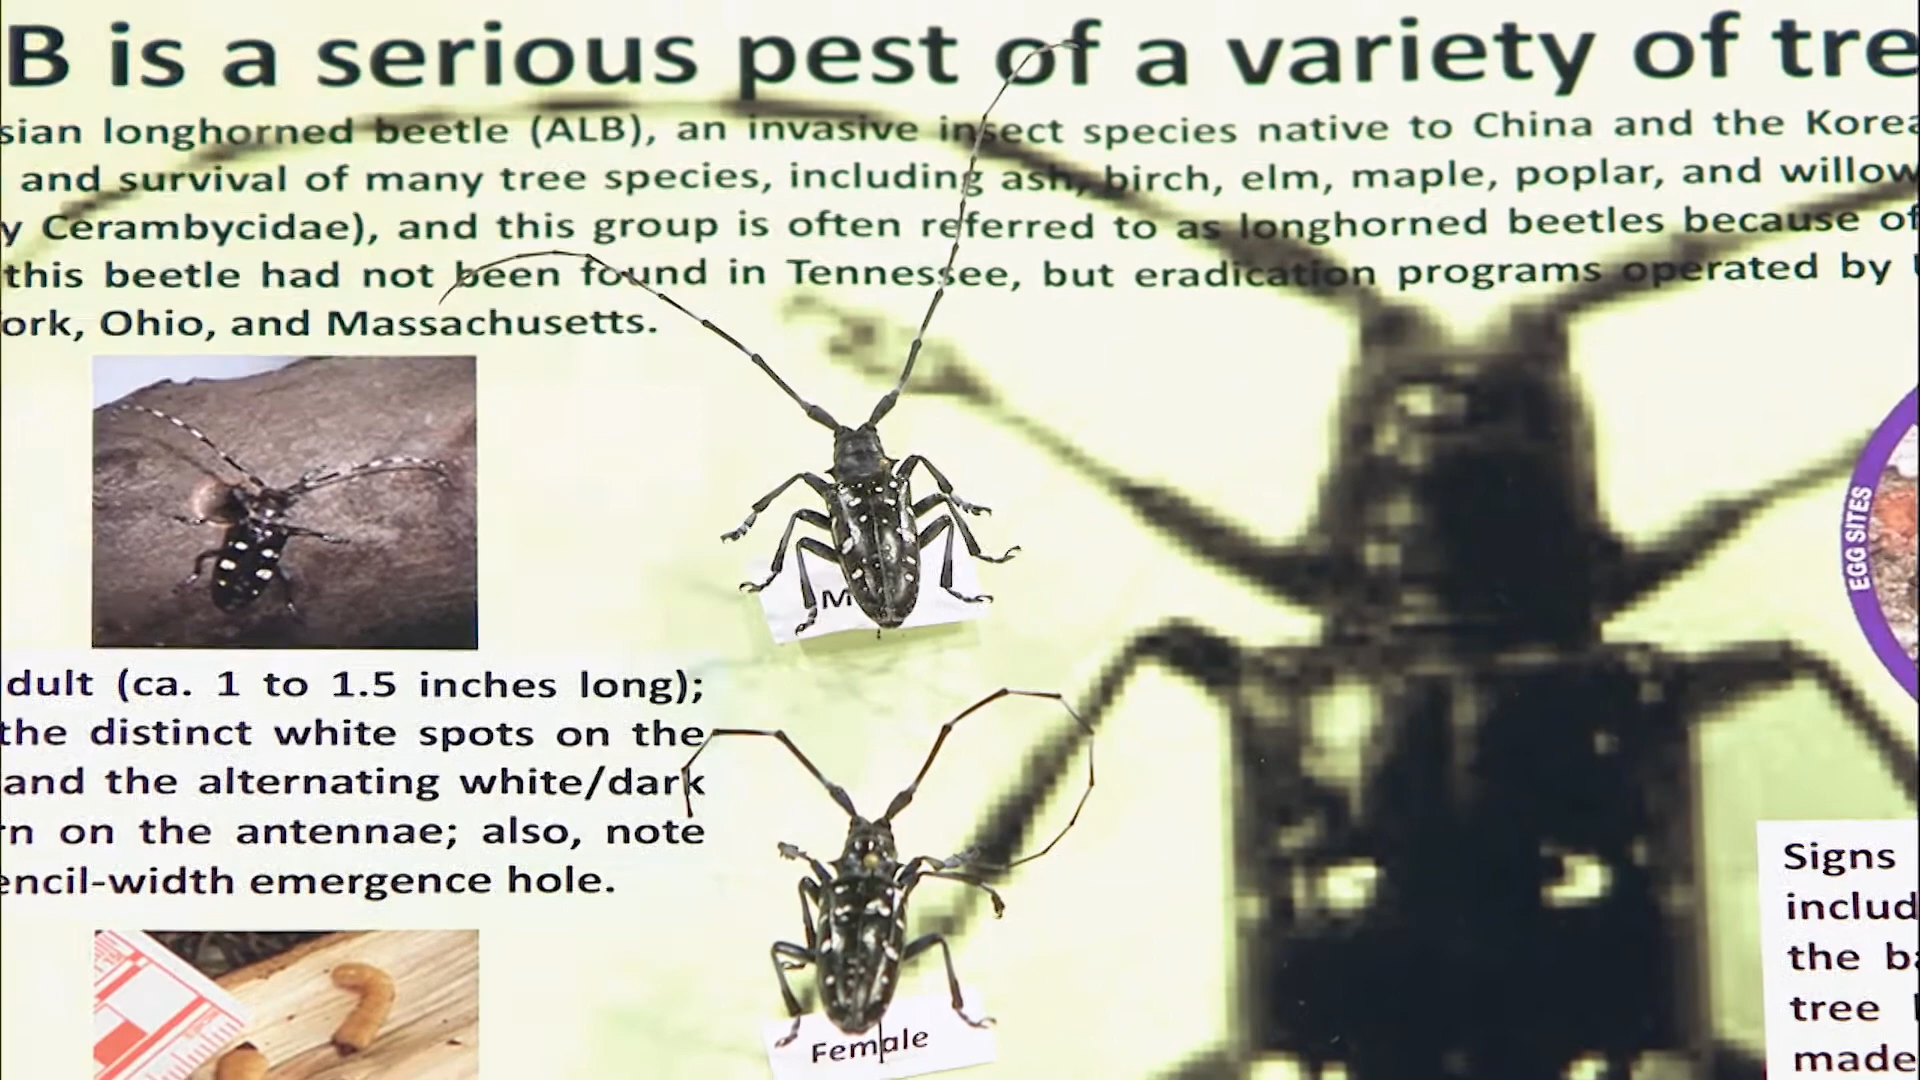 B is a serious pest of a variety of tre
sian longhorned beetle (ALB), an invasive insect species native to China and the Korea
and survival of many tree species, including ash, birch, elm, maple, poplar, and willow
y Cerambycidae), and this group is often referred to as longhorned beetles because of
this beetle had not been found in Tennessee, but eradication programs operated by
ork, Ohio, and Massachusetts.
dult (ca. 1 to 1.5 inches long);
the distinct white spots on the
and the alternating white/dark
rn on the antennae; also, note
encil-width emergence hole.
M
Female
EGG SITES
Signs
includ
the ba
tree
made